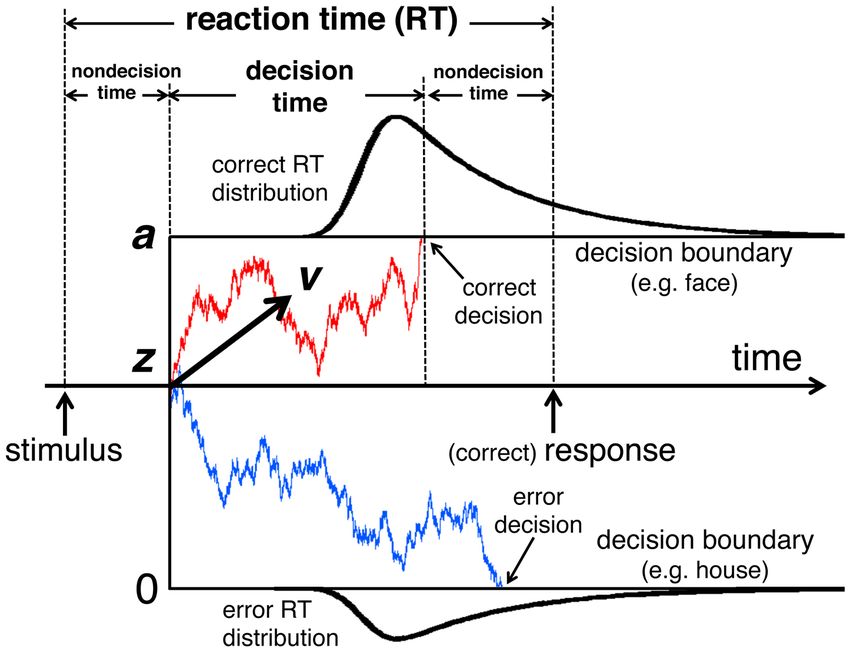 reaction time (RT)
nondecision
time
decision
time
nondecision
time
correct RT
distribution
a
decision boundary
(e.g. face)
v
correct
decision
z
time
stimulus
(correct) response
error
decision
decision boundary
(e.g. house)
0
error RT
distribution